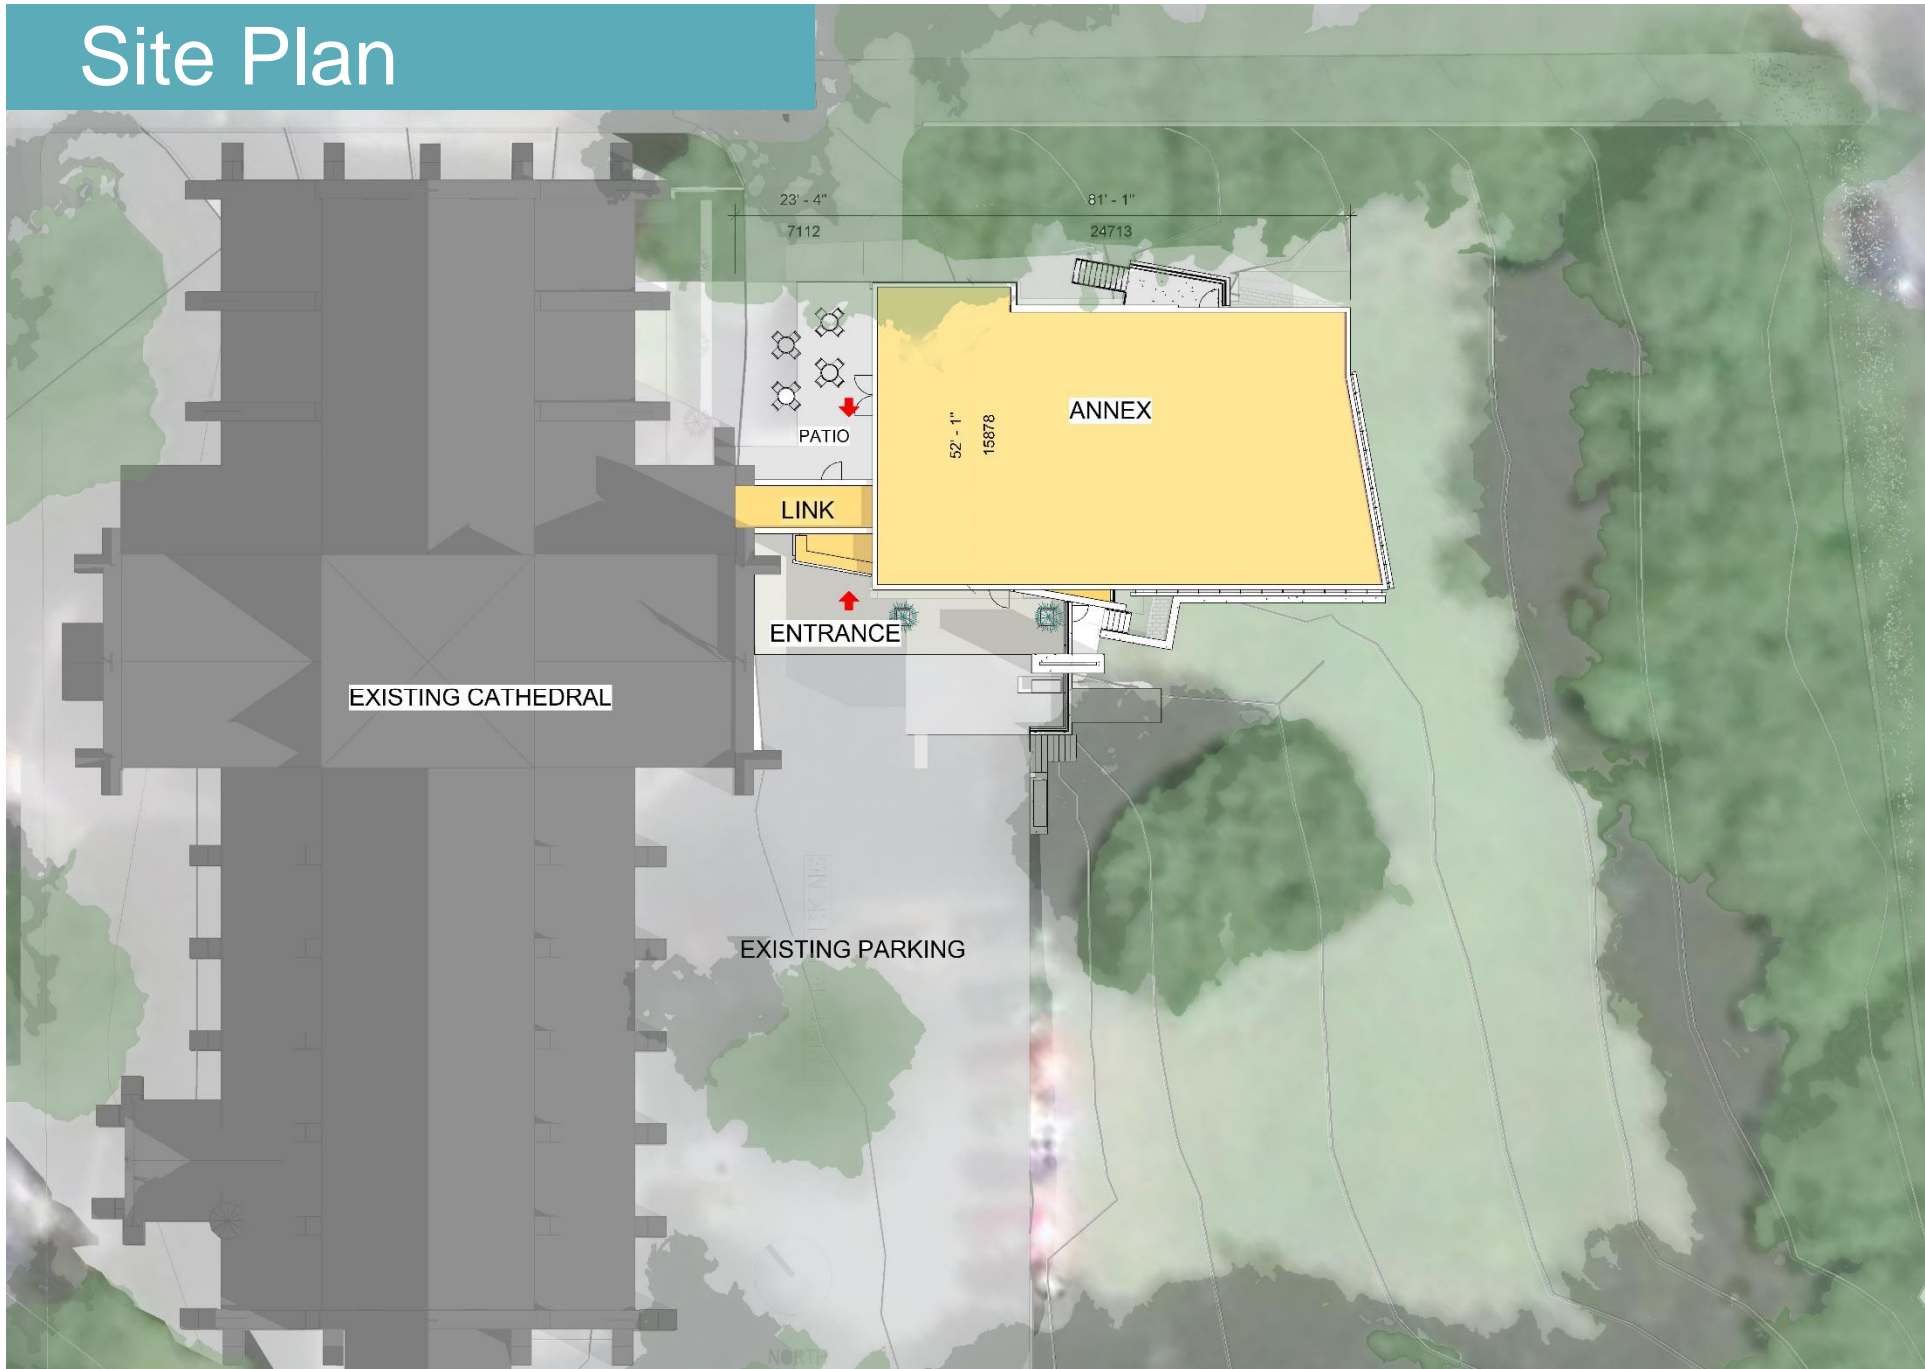 Site Plan
23' - 4"
81' - 1"
7112
24713
ANNEX
52' - 1"
15878
PATIO
LINK
ENTRANCE
EXISTING CATHEDRAL
EXISTING PARKING
NORTH